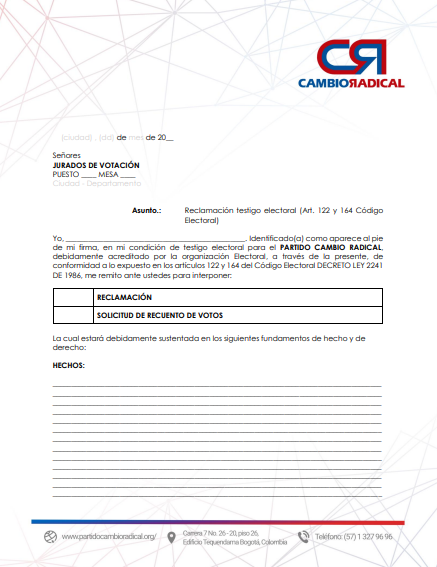 CR
CAMBIO RADICAL
(ciudad) , (dd) de mes de 20__
Señores
JURADOS DE VOTACIÓN
PUESTO ____ MESA ____
Ciudad - Departamento
Asunto.: Reclamación testigo electoral (Art. 122 y 164 Código
Electoral)
Yo, ______________________________, Identificado(a) como aparece al pie
de mi firma, en mi condición de testigo electoral para el PARTIDO CAMBIO RADICAL,
debidamente acreditado por la organización Electoral, a través de la presente, de
conformidad a lo expuesto en los artículos 122 y 164 del Código Electoral DECRETO LEY 2241
DE 1986, me remito ante ustedes para interponer:
RECLAMACIÓN
SOLICITUD DE RECUENTO DE VOTOS
La cual estará debidamente sustentada en los siguientes fundamentos de hecho y de
derecho:
HECHOS:
www.partidocambioradical.org/
Carrera 7 No. 26-20, piso 26,
Edificio Tequendama Bogotá, Colombia
Teléfono: (57) 1 327 96 96